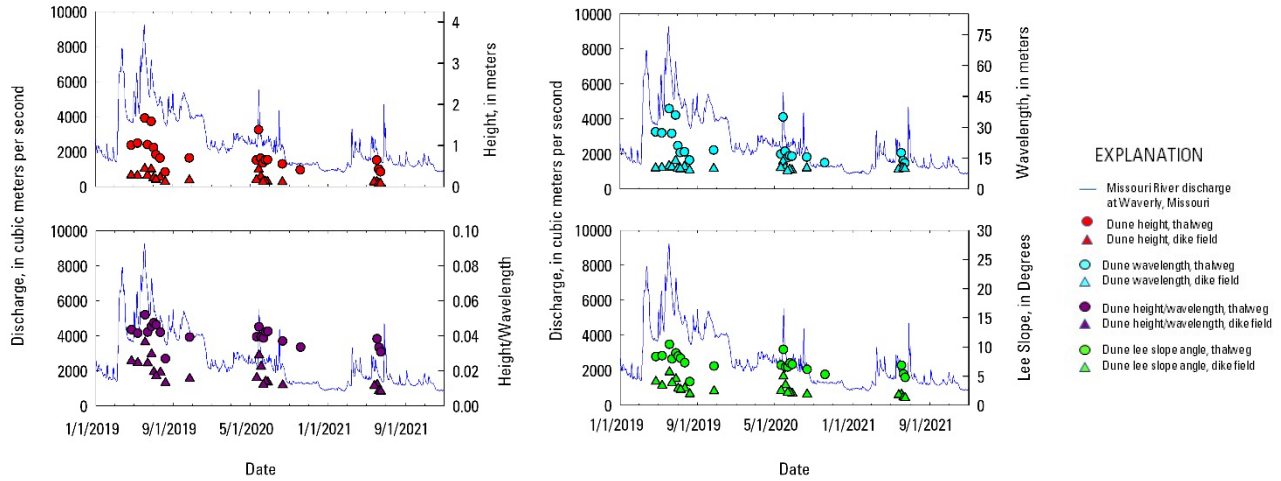 10000
8000
6000
4000
2000
0
Discharge, in cubic meters per second
4
3
2
1
0
Height, in meters
10000
8000
6000
4000
2000
0
75
60
45
30
15
0
Wavelength, in meters
10000
8000
6000
4000
2000
0
0.10
0.08
0.06
0.04
0.02
0.00
Height/Wavelength
1/1/2019 9/1/2019 5/1/2020 1/1/2021 9/1/2021
Date
Discharge, in cubic meters per second
10000
8000
6000
4000
2000
0
30
25
20
15
10
5
0
Lee Slope, in Degrees
1/1/2019 9/1/2019 5/1/2020 1/1/2021 9/1/2021
Date
EXPLANATION
Missouri River discharge
at Waverly, Missouri
Dune height, thalweg
Dune height, dike field
Dune wavelength, thalweg
Dune wavelength, dike field
Dune height/wavelength, thalweg
Dune height/wavelength, dike field
Dune lee slope angle, thalweg
Dune lee slope angle, dike field